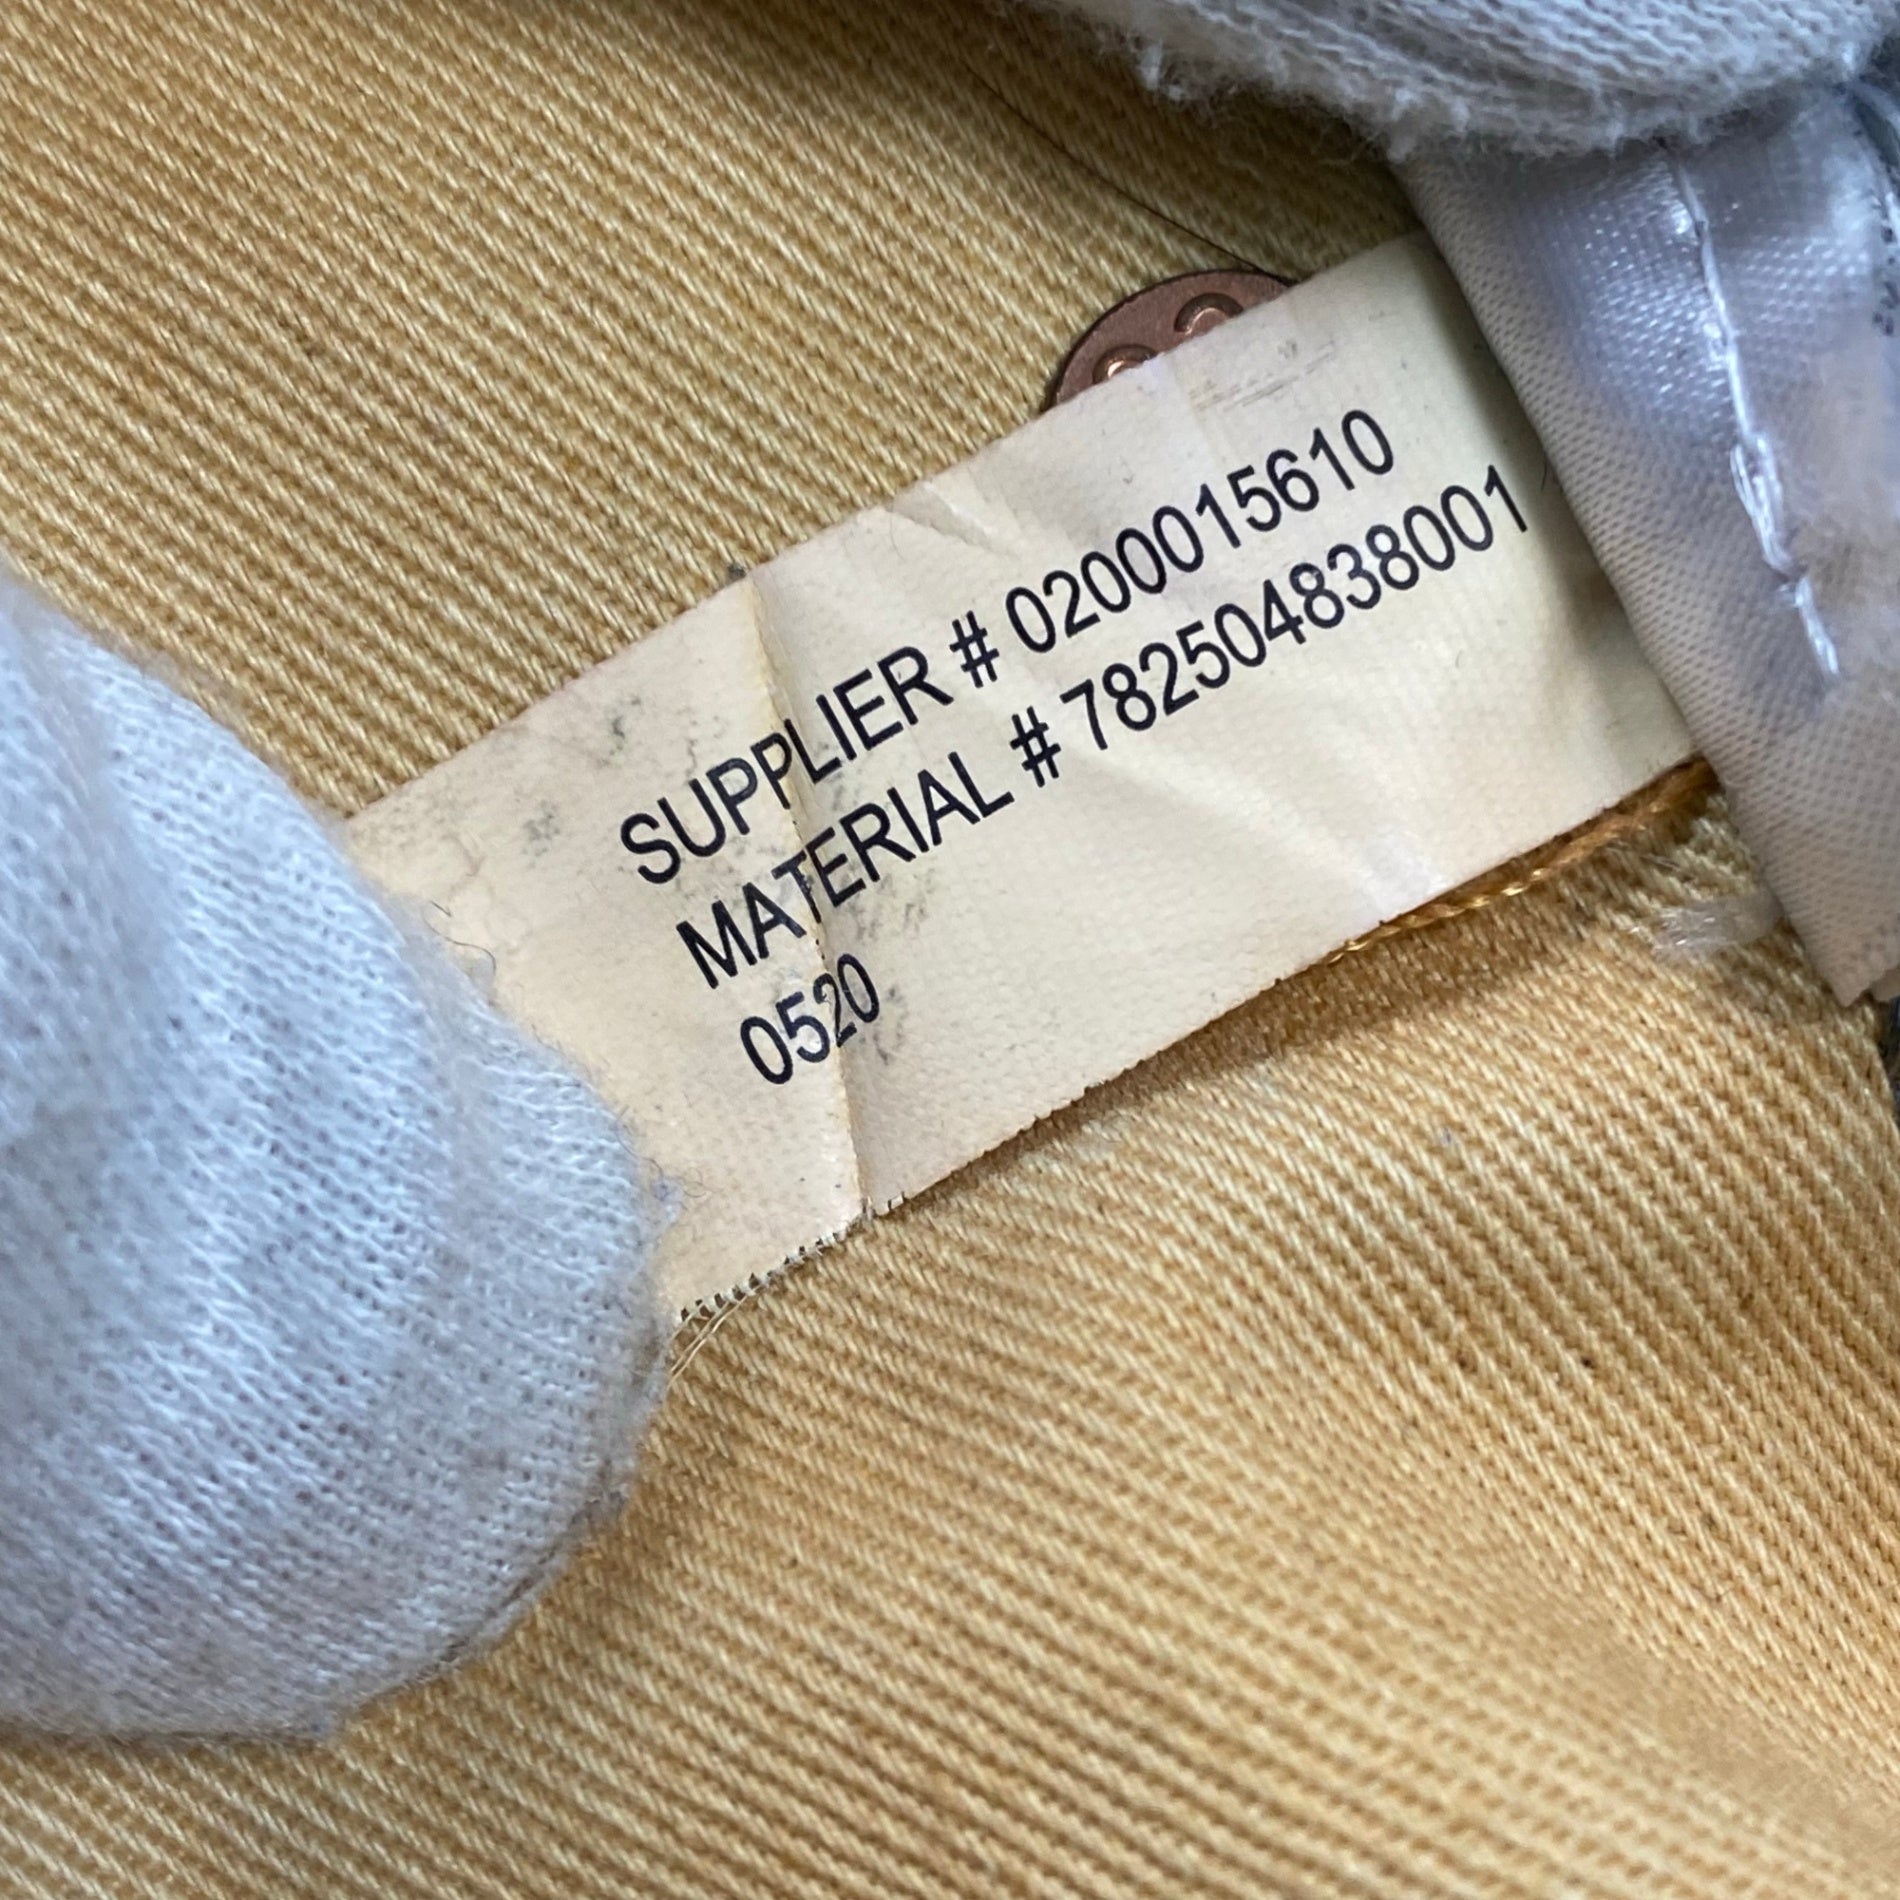 SUPPLIER # 0200015610
MATERIAL # 782504838001
0520